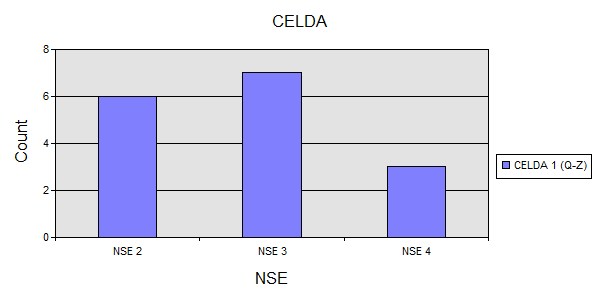 CELDA
8
6
4
2
0
Count
NSE 2
NSE 3
NSE 4
NSE
CELDA 1 (Q-Z)